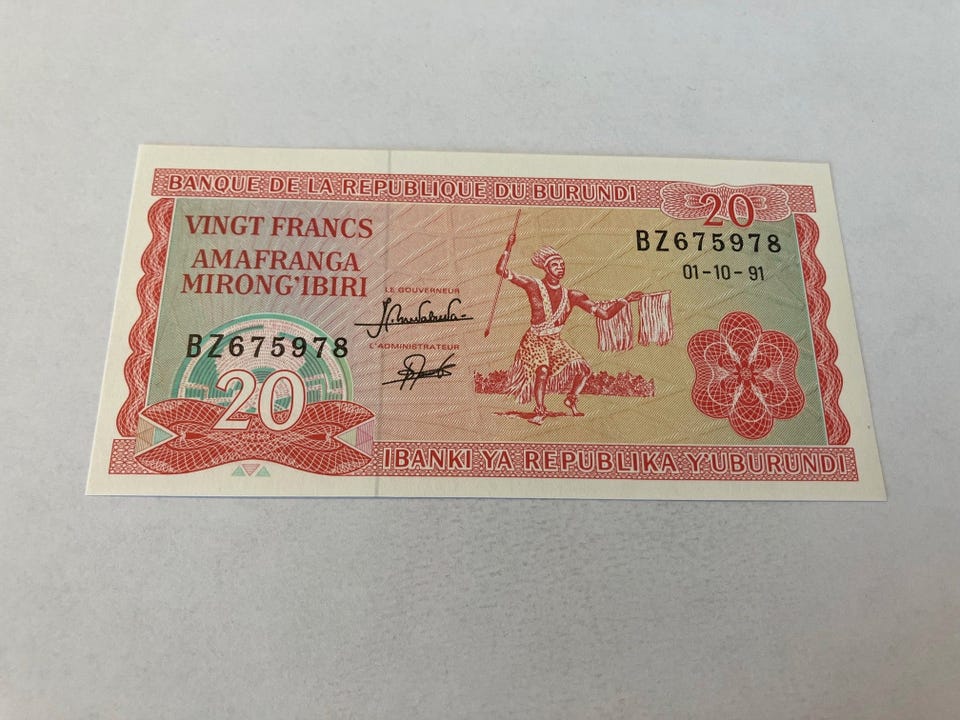 BANQUE DE LA REPUBLIQUE DU BURUNDI
20
VINGT FRANCS
BZ675978
AMAFRANGA
MIRONG'IBIRI
01-10-91
LE GOUVERNEUR
BZ675978
L'ADMINISTRATEUR
20
IBANKI YA REPUBLIKA Y'UBURUNDI